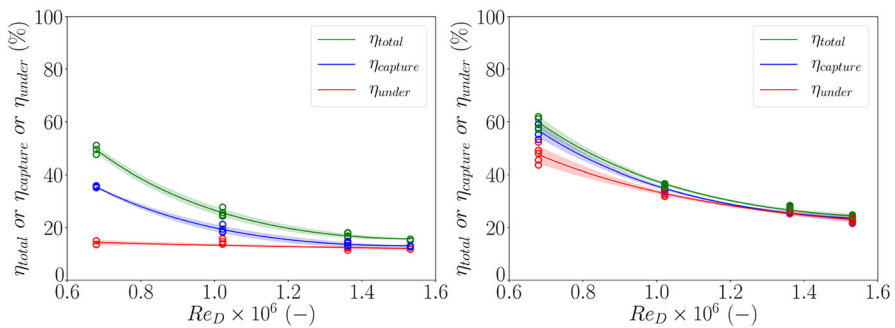 η_total or η_capture or η_under (%)
100
80
60
40
20
0
0.6 0.8 1.0 1.2 1.4 1.6
Re_D × 10^6 (−)
η_total
η_capture
η_under
η_total or η_capture or η_under (%)
100
80
60
40
20
0
0.6 0.8 1.0 1.2 1.4 1.6
Re_D × 10^6 (−)
η_total
η_capture
η_under